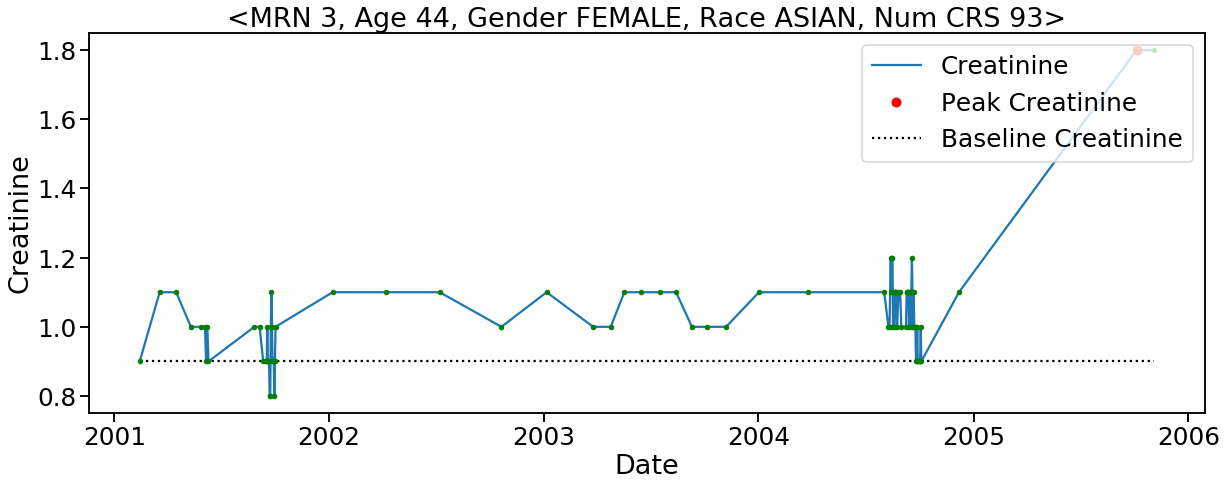 <MRN 3, Age 44, Gender FEMALE, Race ASIAN, Num CRS 93>
Creatinine
Peak Creatinine
Baseline Creatinine
1.8
1.6
1.4
1.2
1.0
0.8
Creatinine
2001 2002 2003 2004 2005 2006
Date